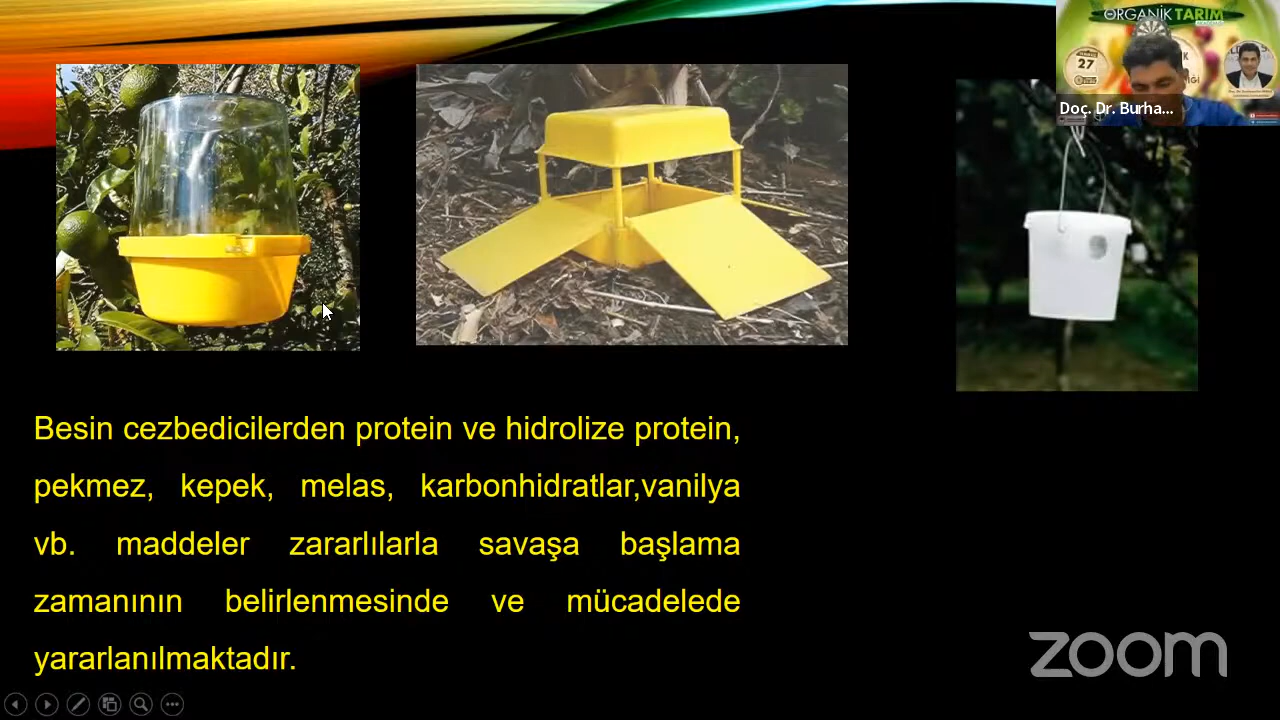 ORGANİK TARIM
27
Doç. Dr. Burha...
Besin cezbedicilerden protein ve hidrolize protein,
pekmez, kepek, melas, karbonhidratlar,vanilya
vb. maddeler zararlılarla savaşa başlama
zamanının belirlenmesinde ve mücadelede
yararlanılmaktadır.
zoom